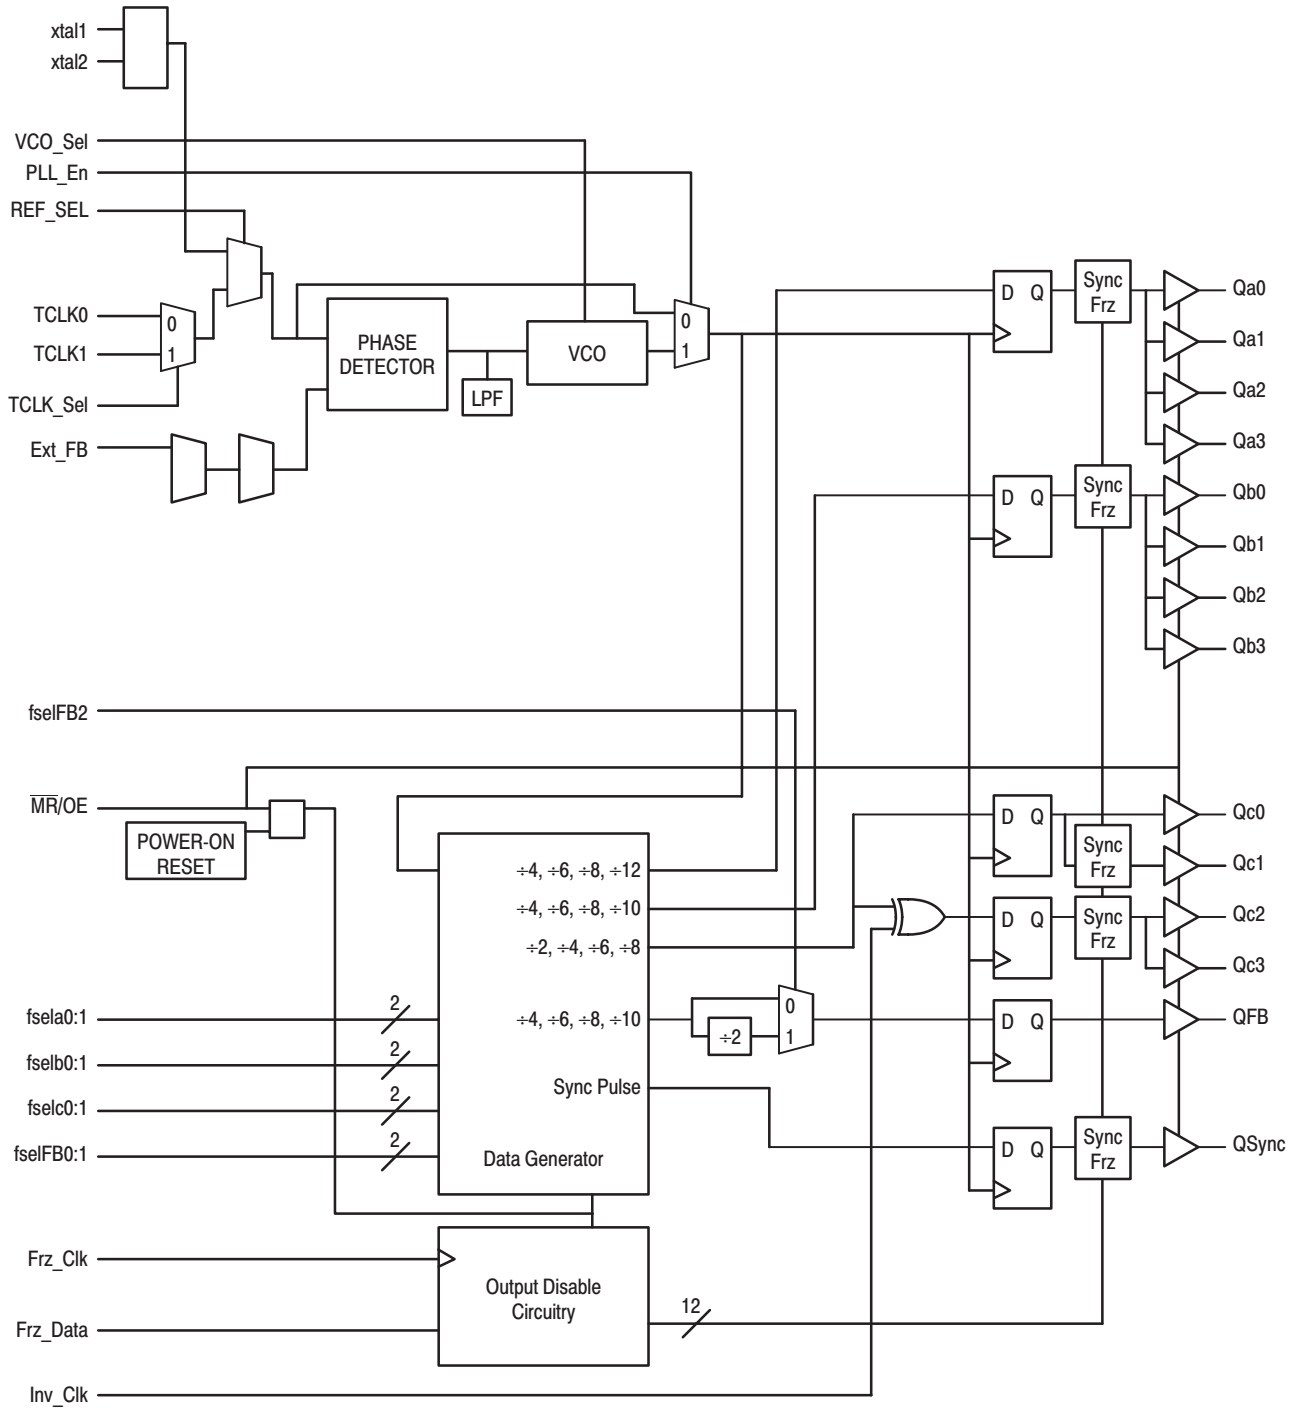 xtal1
xtal2
VCO_Sel
PLL_En
REF_SEL
TCLK0
TCLK1
TCLK_Sel
Ext_FB
0
1
PHASE
DETECTOR
LPF
VCO
0
1
D Q
Sync
Frz
Qa0
Qa1
Qa2
Qa3
D Q
Sync
Frz
Qb0
Qb1
Qb2
Qb3
fselFB2
MR/OE
POWER-ON
RESET
÷4, ÷6, ÷8, ÷12
÷4, ÷6, ÷8, ÷10
÷2, ÷4, ÷6, ÷8
÷4, ÷6, ÷8, ÷10
Sync Pulse
Data Generator
÷2
0
1
D Q
Sync
Frz
Qc0
Qc1
D Q
Sync
Frz
Qc2
Qc3
D Q
QFB
D Q
Sync
Frz
QSync
fsela0:1
2
fselb0:1
2
fselc0:1
2
fselFB0:1
2
Frz_Clk
Frz_Data
Output Disable
Circuitry
12
Inv_Clk